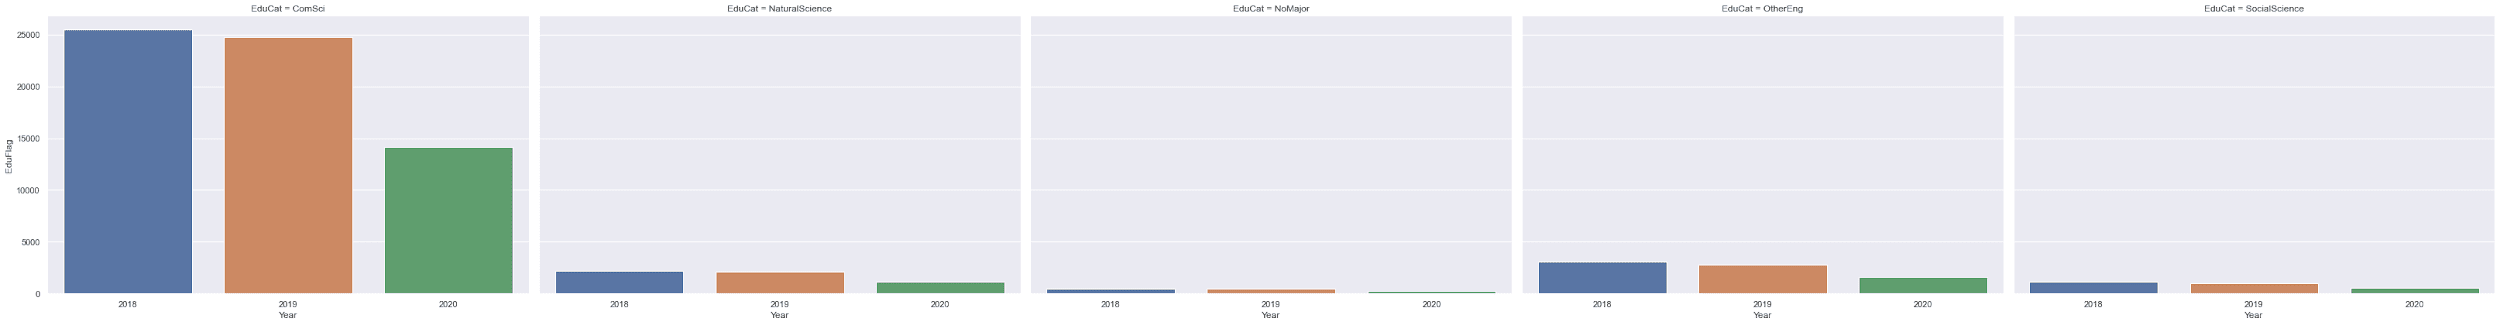 EduCat = ComSci
EduCat = NaturalScience
EduCat = NoMajor
EduCat = OtherEng
EduCat = SocialScience
EduFlag
25000
20000
15000
10000
5000
0
2018 2019 2020
2018 2019 2020
2018 2019 2020
2018 2019 2020
2018 2019 2020
Year
Year
Year
Year
Year